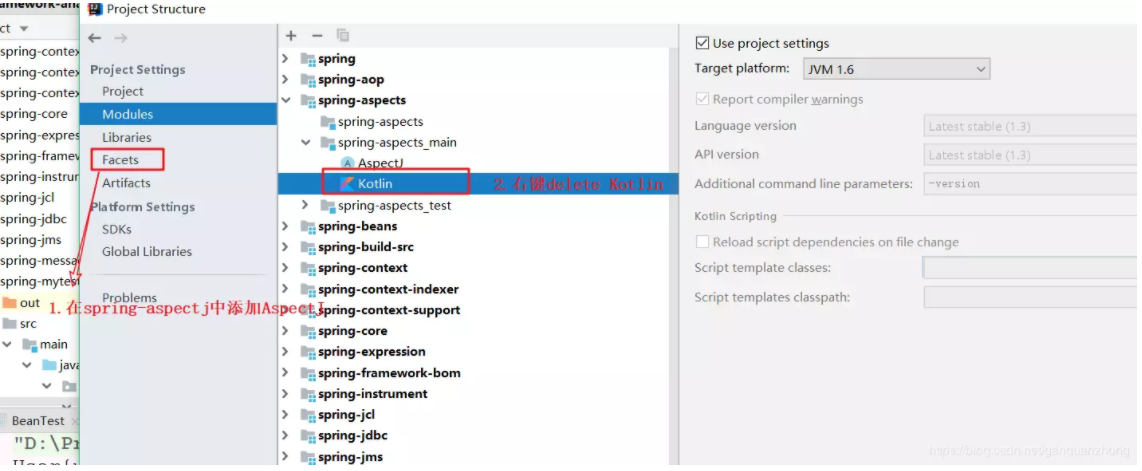 Project Structure
ct
spring-contex
spring-contex
spring-contex
spring-core
spring-expres
spring-framew
spring-instrum
spring-jcl
spring-jdbc
spring-jms
spring-messa
spring-mytest
out
src
main
java
BeanTest
"D:\Pr
Project Settings
Project
Modules
Libraries
Facets
Artifacts
Platform Settings
SDKs
Global Libraries
Problems
1.在spring-aspectj中添加AspectJ
spring
spring-aop
spring-aspects
spring-aspects
spring-aspects_main
AspectJ
Kotlin
2.右键delete Kotlin
spring-aspects_test
spring-beans
spring-build-src
spring-context
spring-context-indexer
spring-context-support
spring-core
spring-expression
spring-framework-bom
spring-instrument
spring-jcl
spring-jdbc
spring-jms
Use project settings
Target platform: JVM 1.6
Report compiler warnings
Language version Latest stable (1.3)
API version Latest stable (1.3)
Additional command line parameters: -version
Kotlin Scripting
Reload script dependencies on file change
Script template classes:
Script templates classpath:
https://blog.csdn.net/ganquanzhong